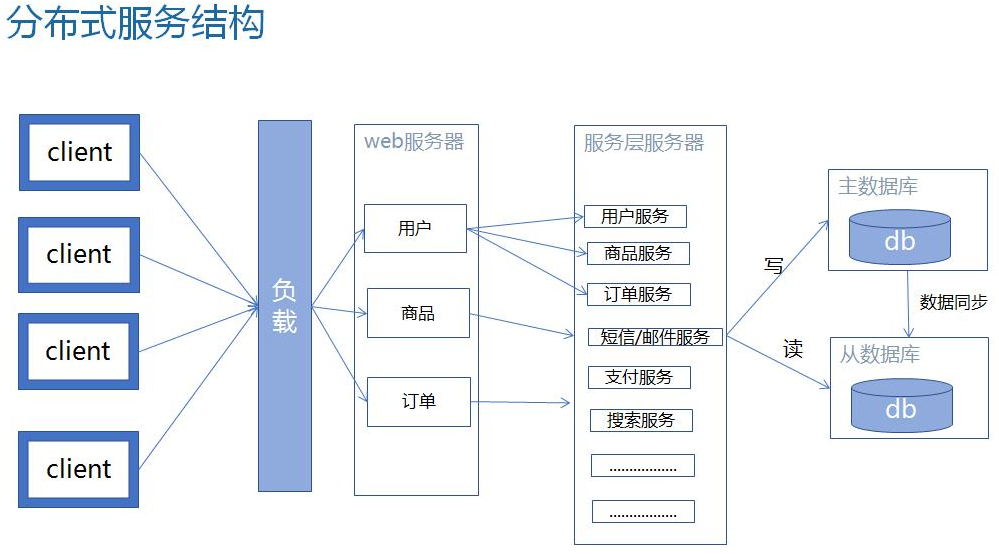 分布式服务结构
client
client
client
client
负
载
web服务器
用户
商品
订单
服务层服务器
用户服务
商品服务
订单服务
短信/邮件服务
支付服务
搜索服务
.................
.................
写
读
主数据库
db
数据同步
从数据库
db